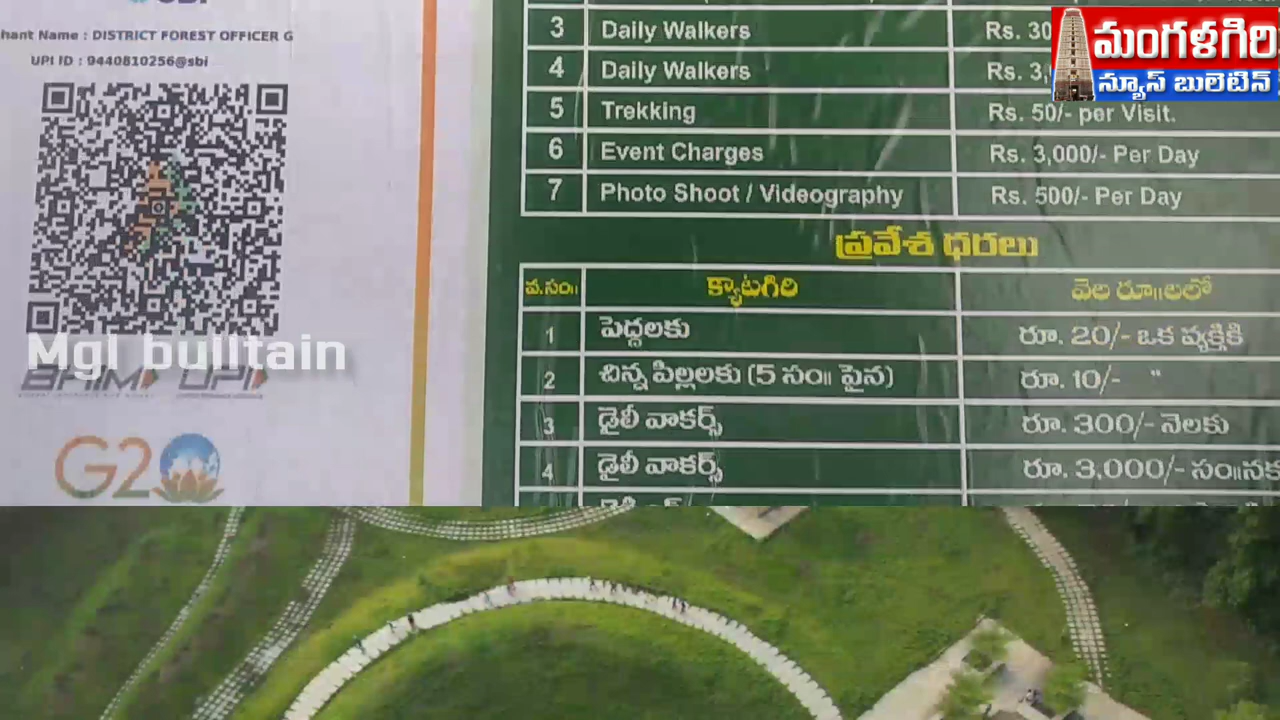 SBI
hant Name : DISTRICT FOREST OFFICER G
UPI ID : 9440810256@sbi
Mgl bulltain
BHIM UPI
G20
3 Daily Walkers Rs. 30
4 Daily Walkers Rs. 3,
5 Trekking Rs. 50/- per Visit.
6 Event Charges Rs. 3,000/- Per Day
7 Photo Shoot / Videography Rs. 500/- Per Day
మంగళగిరి
న్యూస్ బులెటిన్
ప్రవేశ ధరలు
వ.సం॥ క్యాటగిరి వెల రూ॥లలో
1 పెద్దలకు రూ. 20/- ఒక వ్యక్తికి
2 చిన్న పిల్లలకు (5 సం॥ పైన) రూ. 10/- "
3 డైలీ వాకర్స్ రూ. 300/- నెలకు
4 డైలీ వాకర్స్ రూ. 3,000/- సం॥నక